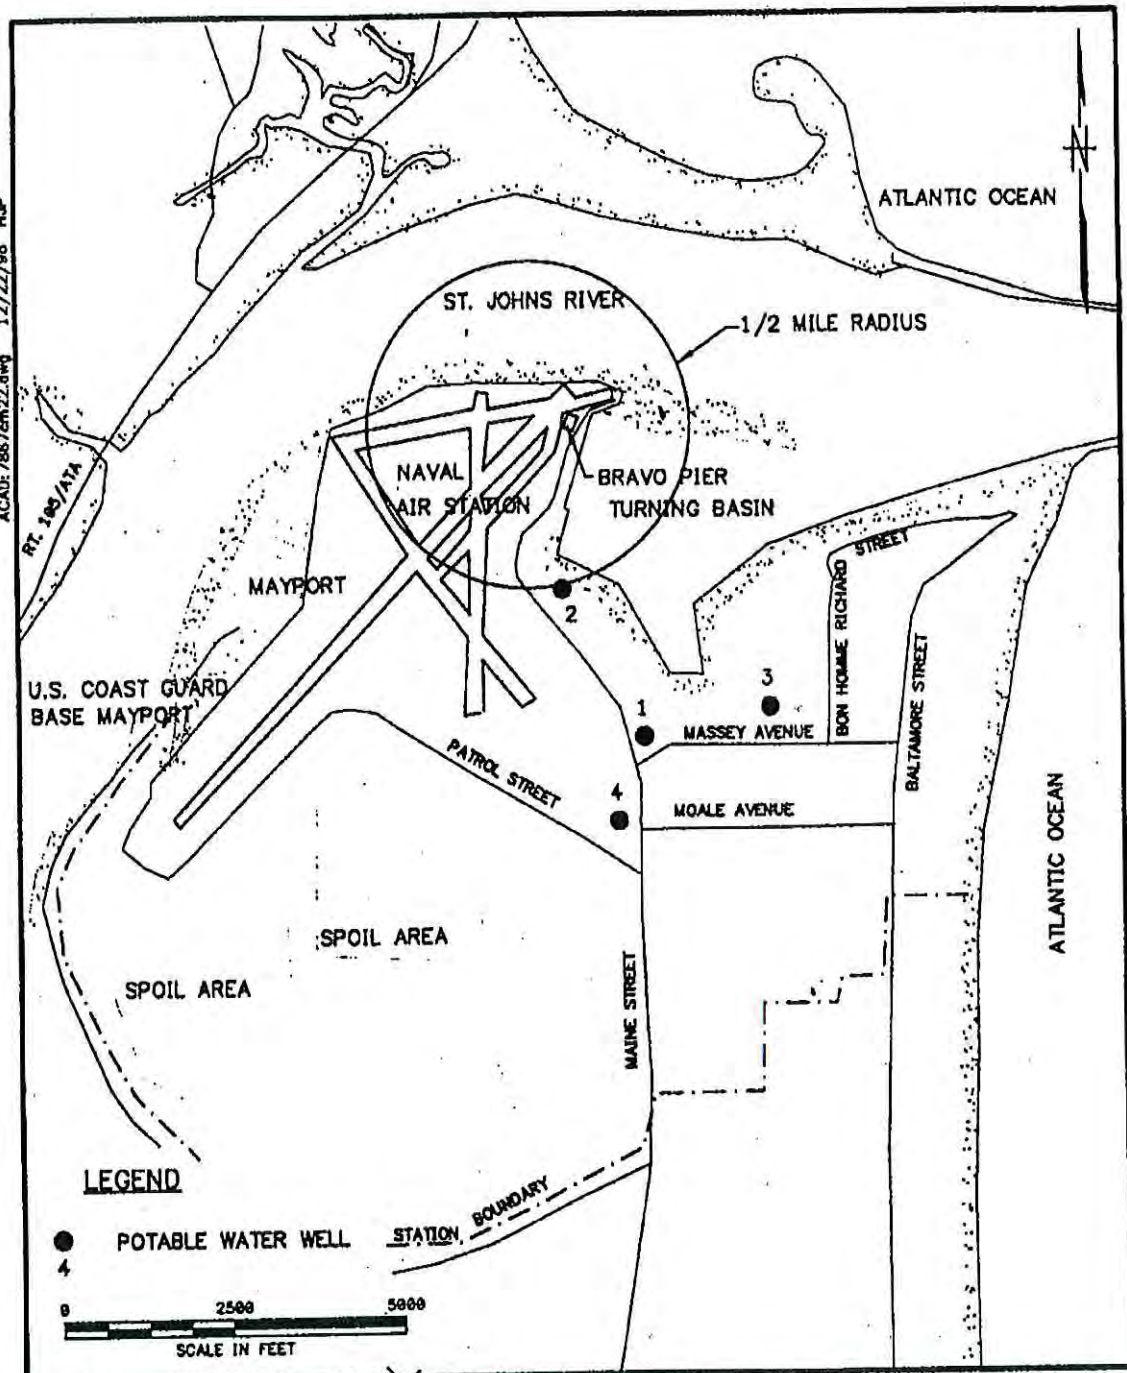 ATLANTIC OCEAN
N
ST. JOHNS RIVER
1/2 MILE RADIUS
NAVAL
AIR STATION
BRAVO PIER
TURNING BASIN
RT. 105/ATA
MAYPORT
STREET
BON HOMME RICHARD
BALTAMORE STREET
2
U.S. COAST GUARD
BASE MAYPORT
3
1
MASSEY AVENUE
PATROL STREET
4
MOALE AVENUE
ATLANTIC OCEAN
SPOIL AREA
SPOIL AREA
MAINE STREET
LEGEND
STATION BOUNDARY
POTABLE WATER WELL
4
0 2500 5000
SCALE IN FEET